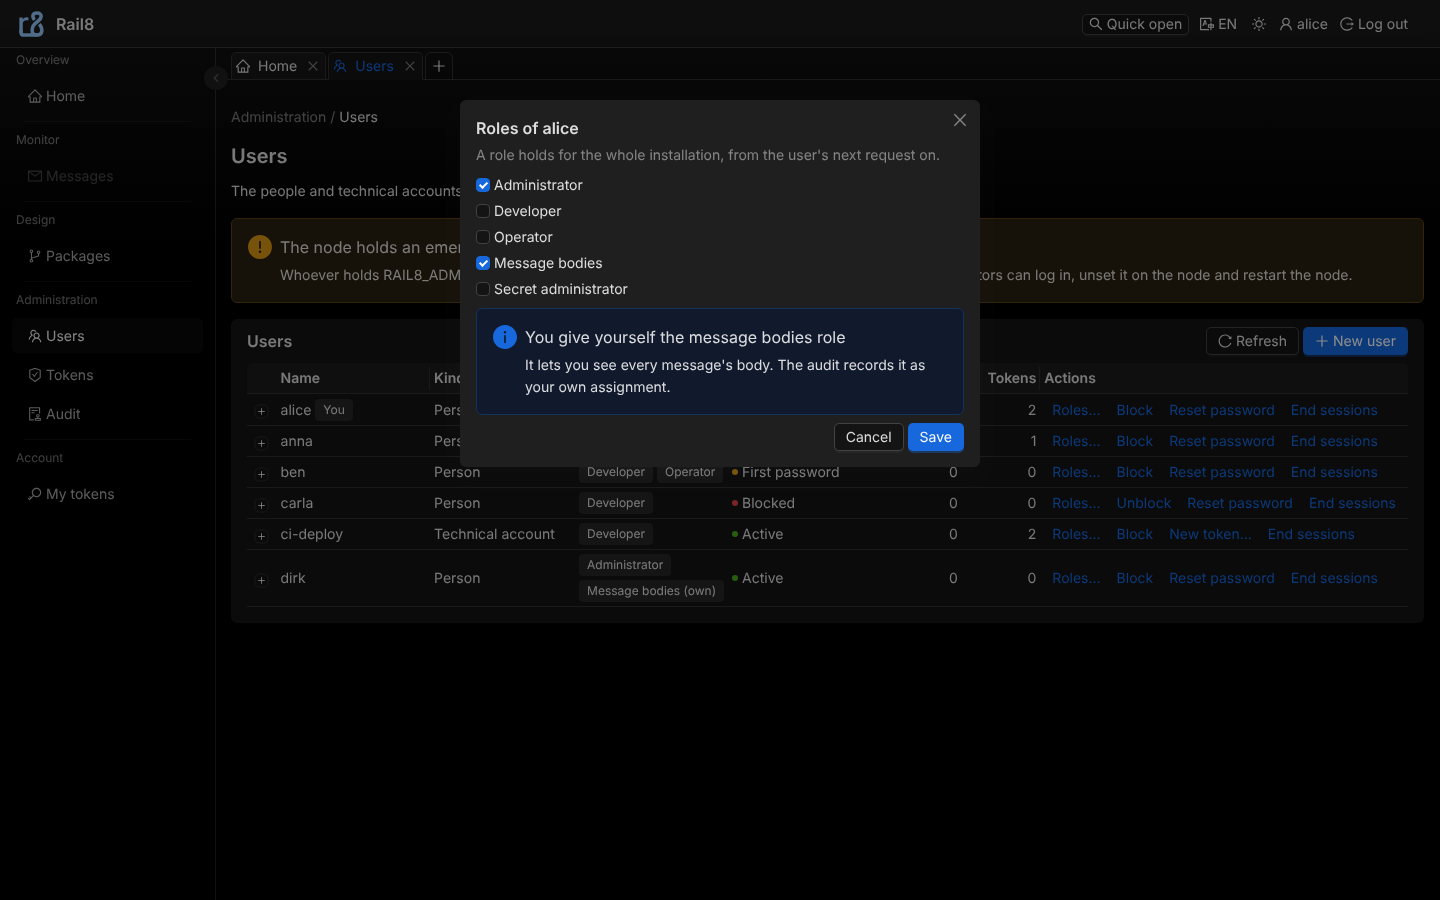 Rail8
Quick open
EN
alice
Log out
Overview
Home
Monitor
Messages
Design
Packages
Administration
Users
Tokens
Audit
Account
My tokens
Home
Users
Administration / Users
Users
The people and technical accounts
The node holds an eme
Whoever holds RAIL8_ADM
tors can log in, unset it on the node and restart the node.
Roles of alice
A role holds for the whole installation, from the user's next request on.
Administrator
Developer
Operator
Message bodies
Secret administrator
You give yourself the message bodies role
It lets you see every message's body. The audit records it as
your own assignment.
Cancel
Save
Users
Refresh
New user
Name Kind Tokens Actions
alice You Pers 2 Roles... Block Reset password End sessions
anna Pers 1 Roles... Block Reset password End sessions
ben Person Developer Operator First password 0 0 Roles... Block Reset password End sessions
carla Person Developer Blocked 0 0 Roles... Unblock Reset password End sessions
ci-deploy Technical account Developer Active 0 2 Roles... Block New token... End sessions
dirk Person Administrator Message bodies (own) Active 0 0 Roles... Block Reset password End sessions